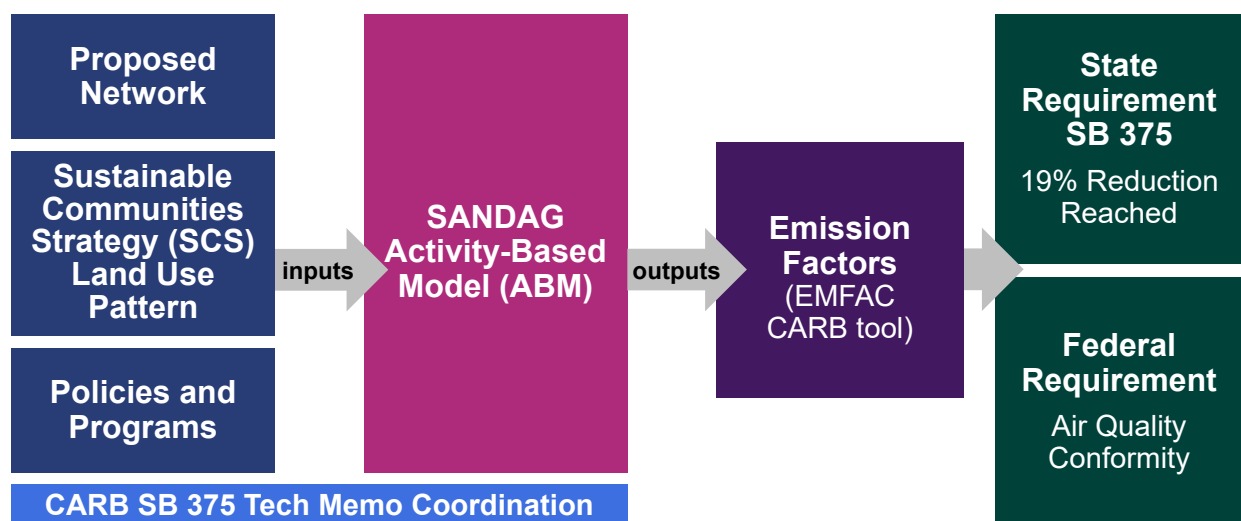 Proposed
Network
Sustainable
Communities
Strategy (SCS)
Land Use
Pattern
Policies and
Programs
inputs
SANDAG
Activity-Based
Model (ABM)
CARB SB 375 Tech Memo Coordination
outputs
Emission
Factors
(EMFAC
CARB tool)
State
Requirement
SB 375
19% Reduction
Reached
Federal
Requirement
Air Quality
Conformity